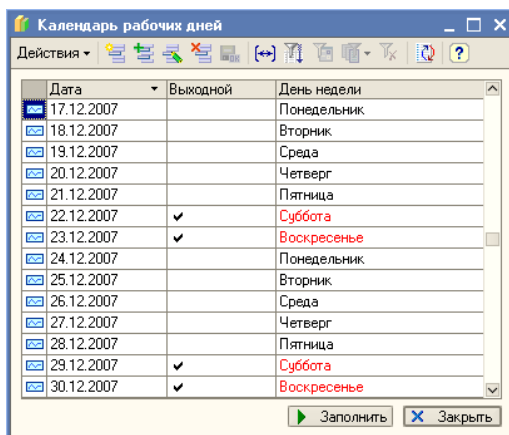 Календарь рабочих дней
Действия
Дата Выходной День недели
17.12.2007 Понедельник
18.12.2007 Вторник
19.12.2007 Среда
20.12.2007 Четверг
21.12.2007 Пятница
22.12.2007 Суббота
23.12.2007 Воскресенье
24.12.2007 Понедельник
25.12.2007 Вторник
26.12.2007 Среда
27.12.2007 Четверг
28.12.2007 Пятница
29.12.2007 Суббота
30.12.2007 Воскресенье
Заполнить Закрыть